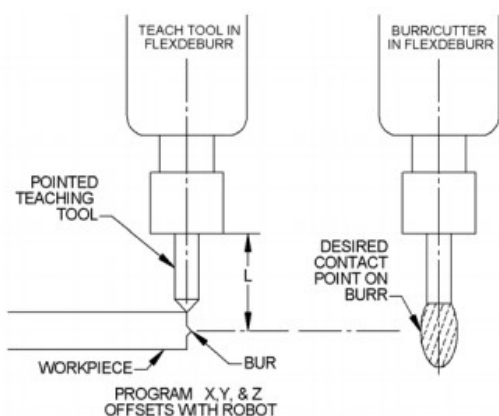 TEACH TOOL IN
FLEXDEBURR
BURR/CUTTER
IN FLEXDEBURR
POINTED
TEACHING
TOOL
L
DESIRED
CONTACT
POINT ON
BURR
WORKPIECE
BUR
PROGRAM X,Y, & Z
OFFSETS WITH ROBOT